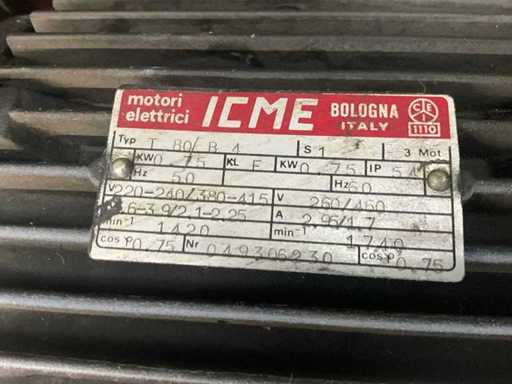 motori
elettrici ICME BOLOGNA
ITALY
CEI
1110
Typ T 80/B 4 S1 3 Mot
KW 0.75 KL F KW 0.75 IP 54
Hz 50 Hz 60
V 220-240/380-415 V 260/460
.6-3.9/2.1-2.25 A 2.95/1.7
min-1 1420 min-1 1740
cos φ 0.75 Nr 049306230 cos φ 0.75